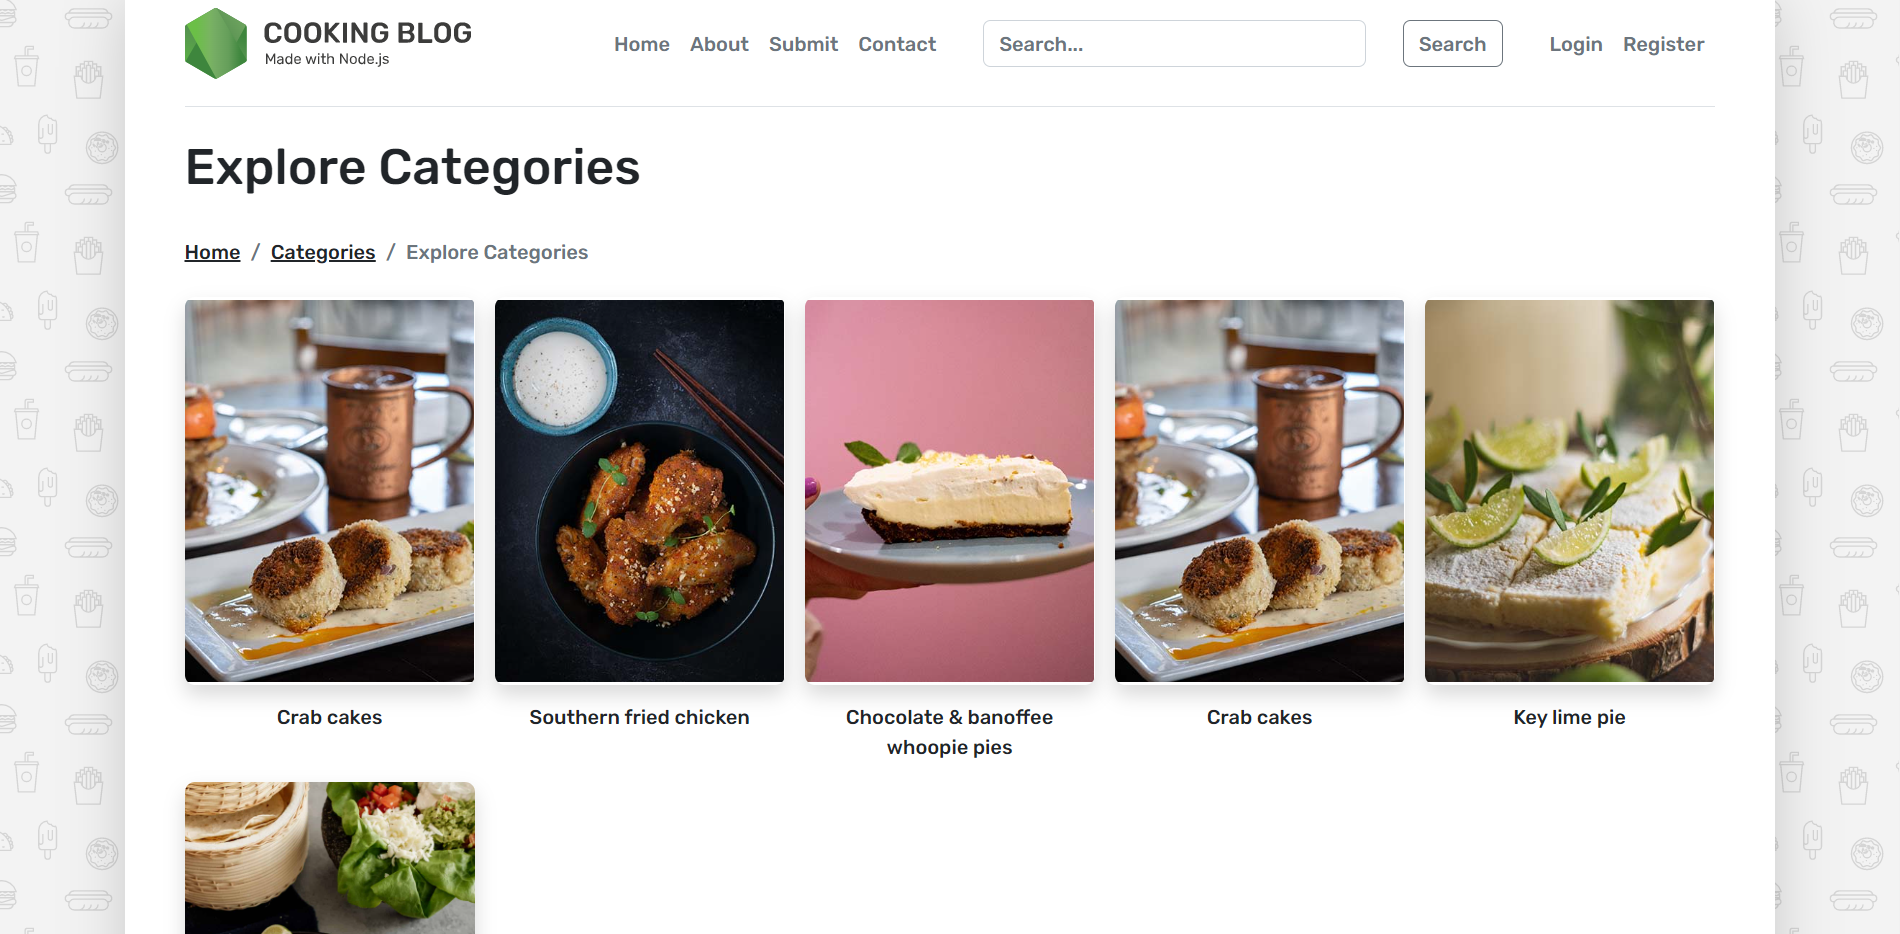 COOKING BLOG
Made with Node.js
Home About Submit Contact Search... Search Login Register
Explore Categories
Home / Categories / Explore Categories
Crab cakes
Southern fried chicken
Chocolate & banoffee
whoopie pies
Crab cakes
Key lime pie